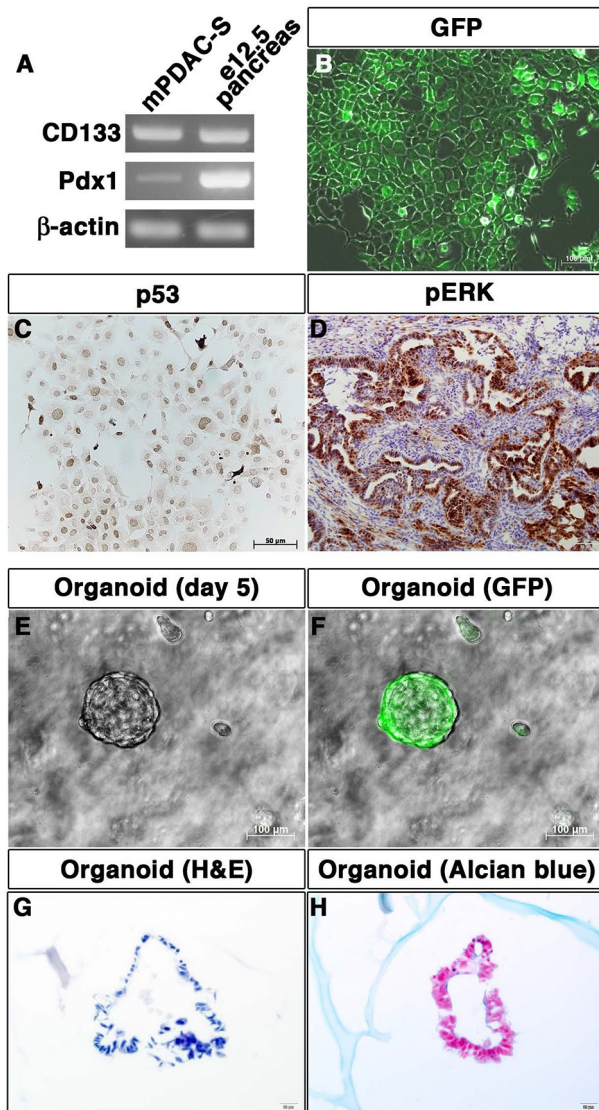 A
mPDAC-S
e12.5
pancreas
CD133
Pdx1
β-actin
GFP
B
100 µm
p53
C
50 µm
pERK
D
Organoid (day 5)
E
100 µm
Organoid (GFP)
F
100 µm
Organoid (H&E)
G
Organoid (Alcian blue)
H